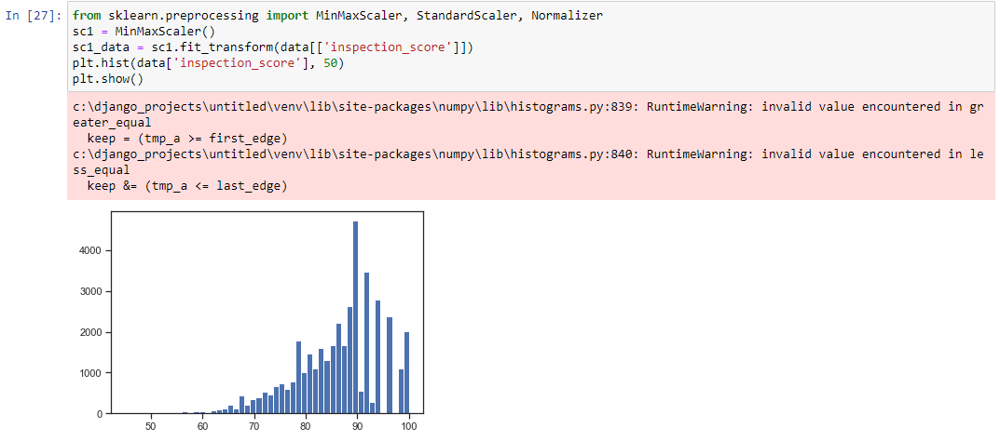 In [27]: from sklearn.preprocessing import MinMaxScaler, StandardScaler, Normalizer
sc1 = MinMaxScaler()
sc1_data = sc1.fit_transform(data[['inspection_score']])
plt.hist(data['inspection_score'], 50)
plt.show()
c:\django_projects\untitled\venv\lib\site-packages\numpy\lib\histograms.py:839: RuntimeWarning: invalid value encountered in gr
eater_equal
  keep = (tmp_a >= first_edge)
c:\django_projects\untitled\venv\lib\site-packages\numpy\lib\histograms.py:840: RuntimeWarning: invalid value encountered in le
ss_equal
  keep &= (tmp_a <= last_edge)
4000
3000
2000
1000
0
50 60 70 80 90 100